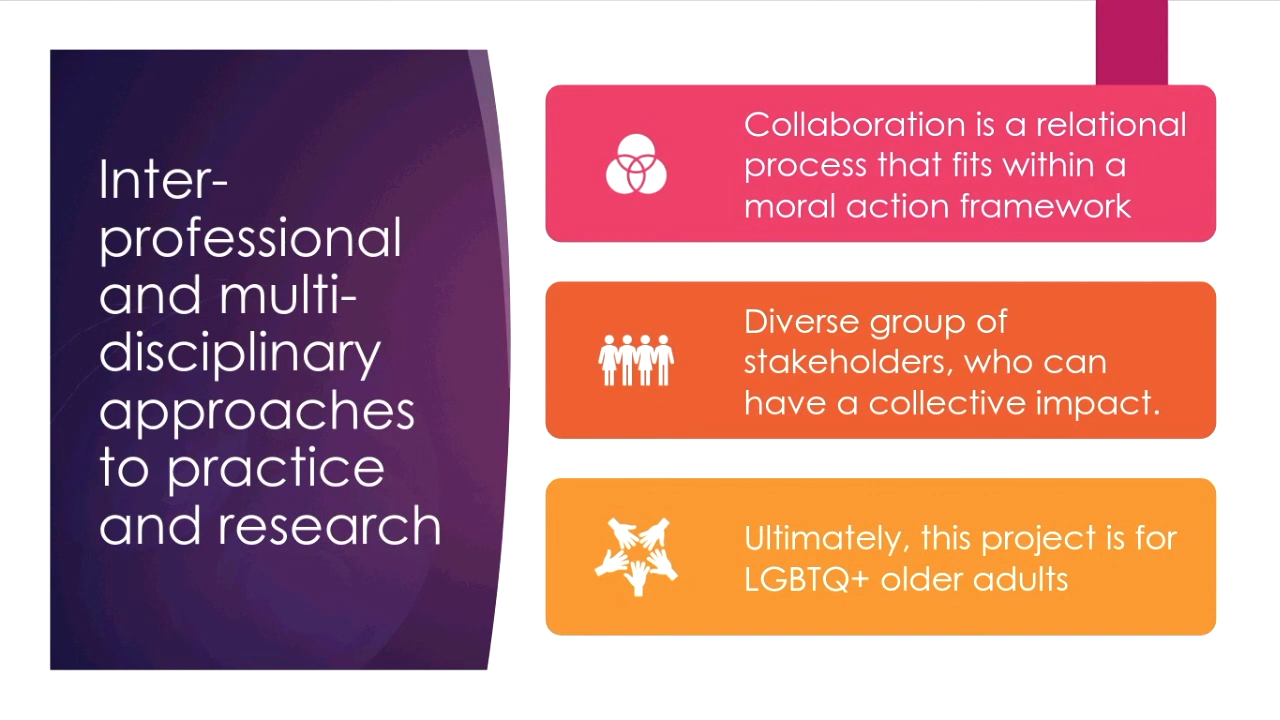 Inter-
professional
and multi-
disciplinary
approaches
to practice
and research
Collaboration is a relational
process that fits within a
moral action framework
Diverse group of
stakeholders, who can
have a collective impact.
Ultimately, this project is for
LGBTQ+ older adults